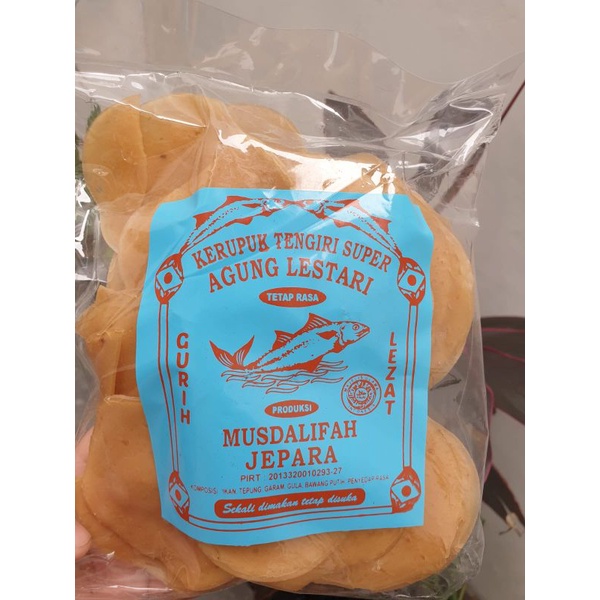 KERUPUK TENGIRI SUPER
AGUNG LESTARI
TETAP RASA
GURIH
LEZAT
PRODUKSI
MUSDALIFAH
JEPARA
PIRT : 2013320010293-27
KOMPOSISI : IKAN, TEPUNG, GARAM, GULA, BAWANG PUTIH, PENYEDAP RASA
Sekali dimakan tetap disuka